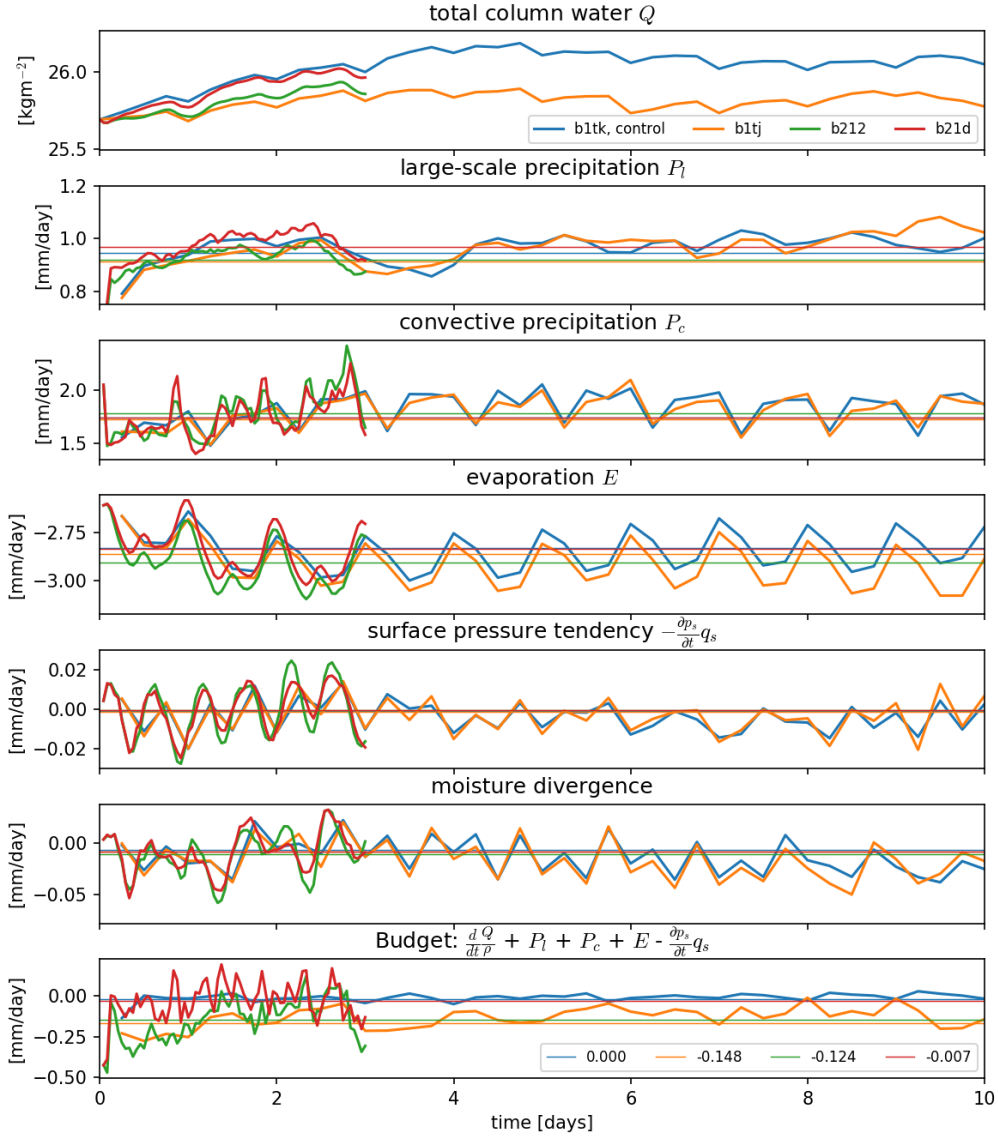 total column water Q
[kgm⁻²]
26.0
25.5
b1tk, control b1tj b212 b21d
large-scale precipitation Pₗ
[mm/day]
1.2
1.0
0.8
convective precipitation P_c
[mm/day]
2.0
1.5
evaporation E
[mm/day]
−2.75
−3.00
surface pressure tendency −∂pₛ/∂t qₛ
[mm/day]
0.02
0.00
−0.02
moisture divergence
[mm/day]
0.00
−0.05
Budget: d/dt Q/ρ + Pₗ + P_c + E - ∂pₛ/∂t qₛ
[mm/day]
0.00
−0.25
−0.50
0.000 -0.148 -0.124 -0.007
0 2 4 6 8 10
time [days]